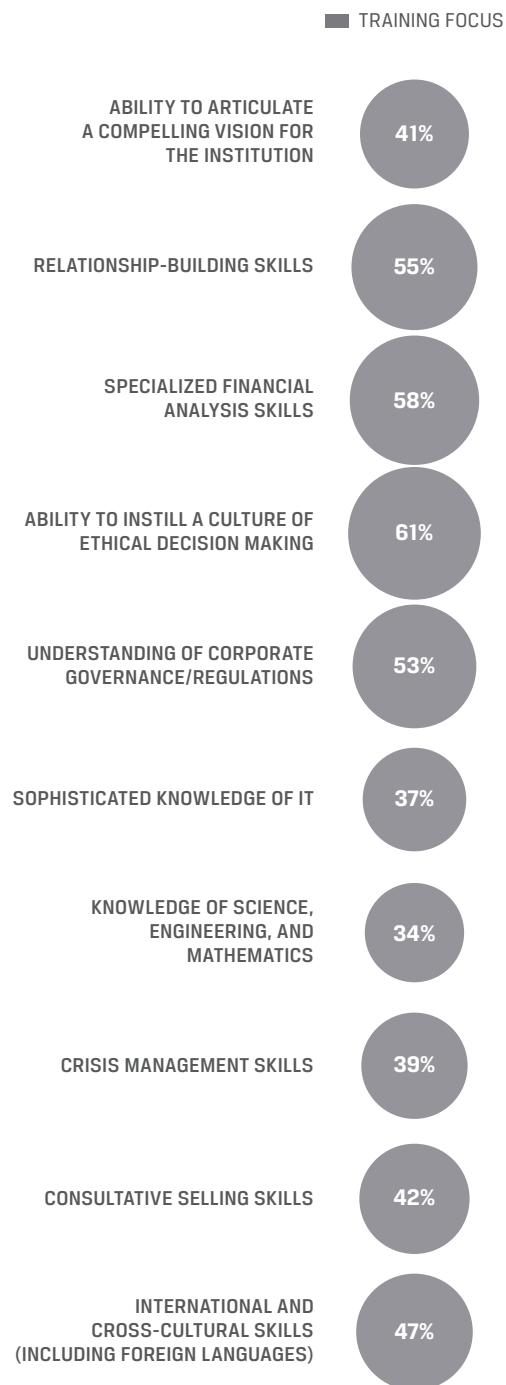 TRAINING FOCUS
ABILITY TO ARTICULATE
A COMPELLING VISION FOR
THE INSTITUTION
41%
RELATIONSHIP-BUILDING SKILLS
55%
SPECIALIZED FINANCIAL
ANALYSIS SKILLS
58%
ABILITY TO INSTILL A CULTURE OF
ETHICAL DECISION MAKING
61%
UNDERSTANDING OF CORPORATE
GOVERNANCE/REGULATIONS
53%
SOPHISTICATED KNOWLEDGE OF IT
37%
KNOWLEDGE OF SCIENCE,
ENGINEERING, AND
MATHEMATICS
34%
CRISIS MANAGEMENT SKILLS
39%
CONSULTATIVE SELLING SKILLS
42%
INTERNATIONAL AND
CROSS-CULTURAL SKILLS
(INCLUDING FOREIGN LANGUAGES)
47%